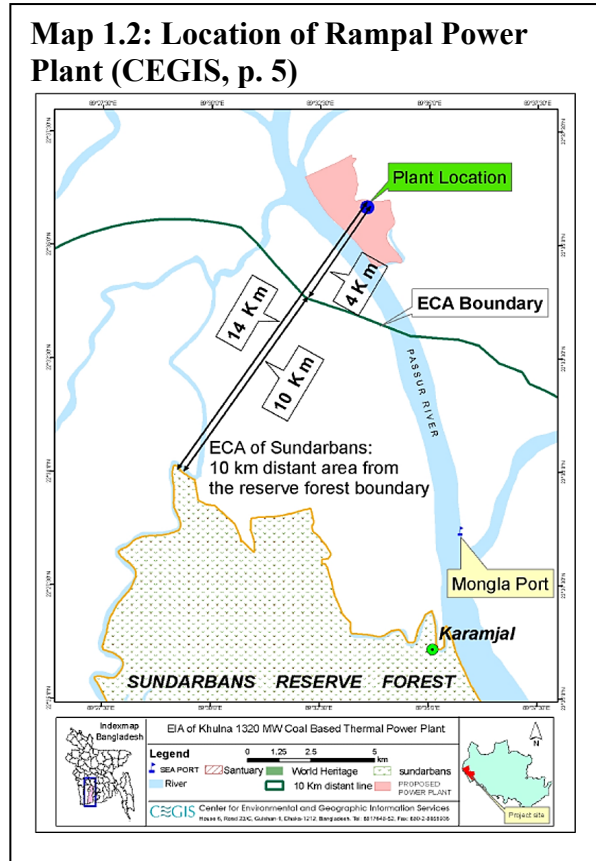 Map 1.2: Location of Rampal Power
Plant (CEGIS, p. 5)
Plant Location
4 Km
14 Km
ECA Boundary
10 Km
PASSUR RIVER
ECA of Sundarbans:
10 km distant area from
the reserve forest boundary
Mongla Port
Karamjal
SUNDARBANS RESERVE FOREST
Indexmap
Bangladesh
EIA of Khulna 1320 MW Coal Based Thermal Power Plant
Legend
0 1.25 2.5 5
km
N
SEA PORT
Santuary
World Heritage
sundarbans
River
10 Km distant line
PROPOSED
POWER PLANT
CEGIS Center for Environmental and Geographic Information Services
Project site